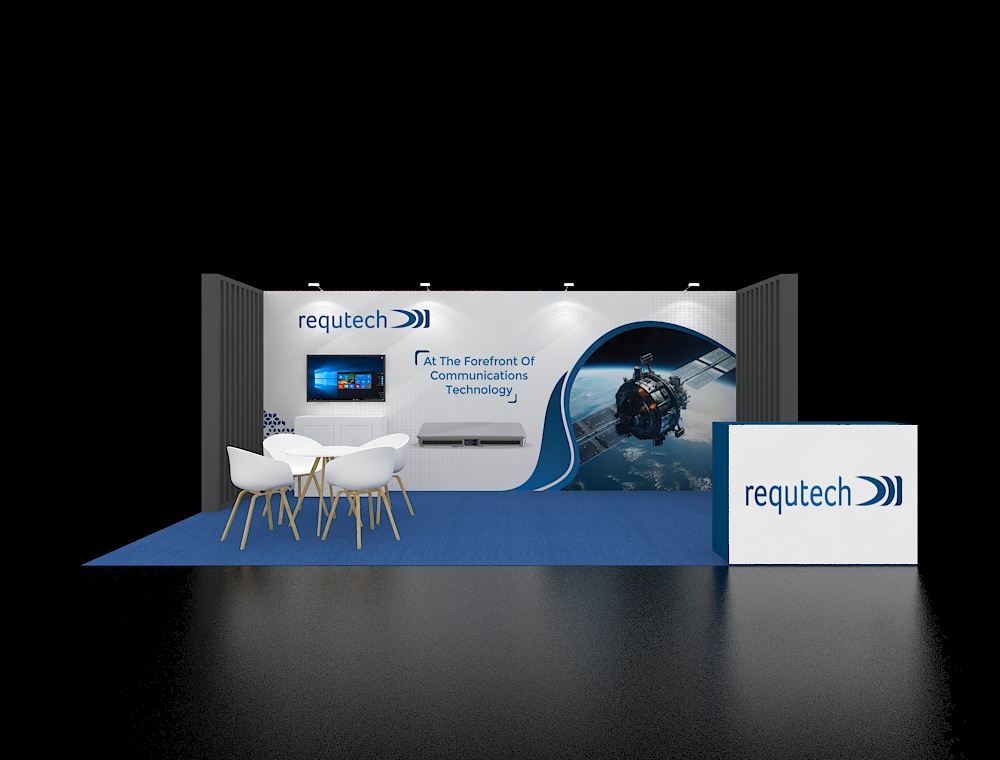 requtech
At The Forefront Of
Communications
Technology
requtech